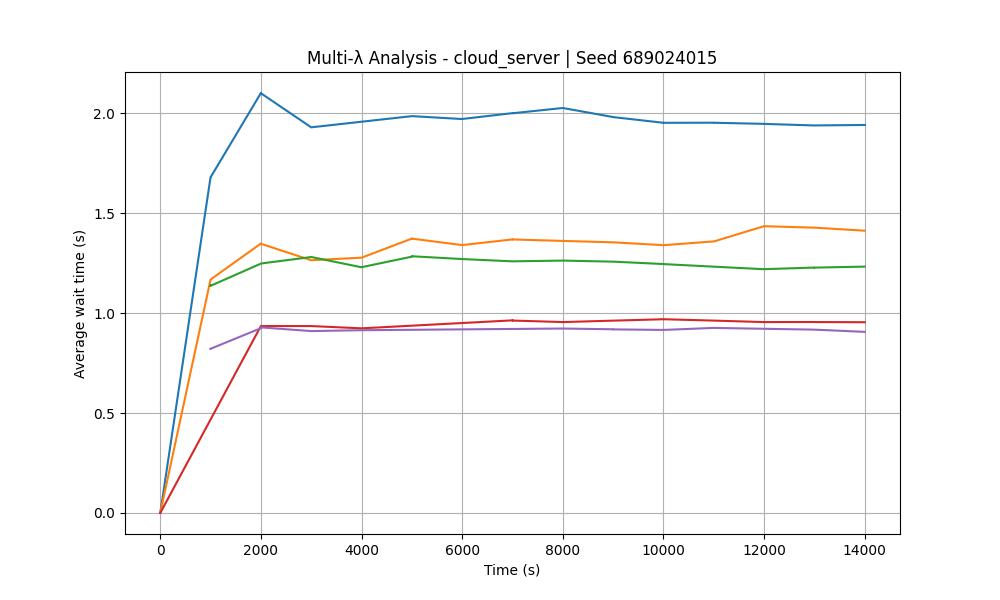 Multi-λ Analysis - cloud_server | Seed 689024015
Average wait time (s)
2.0
1.5
1.0
0.5
0.0
0 2000 4000 6000 8000 10000 12000 14000
Time (s)